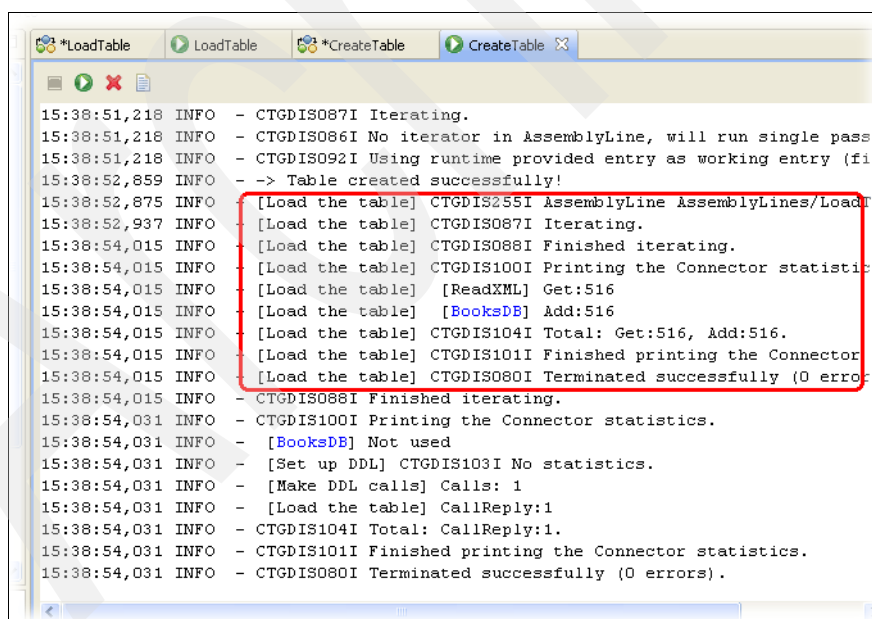 *LoadTable LoadTable *CreateTable CreateTable
15:38:51,218 INFO - CTGDIS087I Iterating.
15:38:51,218 INFO - CTGDIS086I No iterator in AssemblyLine, will run single pass
15:38:51,218 INFO - CTGDIS092I Using runtime provided entry as working entry (fi
15:38:52,859 INFO - -> Table created successfully!
15:38:52,875 INFO - [Load the table] CTGDIS255I AssemblyLine AssemblyLines/LoadT
15:38:52,937 INFO - [Load the table] CTGDIS087I Iterating.
15:38:54,015 INFO - [Load the table] CTGDIS088I Finished iterating.
15:38:54,015 INFO - [Load the table] CTGDIS100I Printing the Connector statistic
15:38:54,015 INFO - [Load the table] [ReadXML] Get:516
15:38:54,015 INFO - [Load the table] [BooksDB] Add:516
15:38:54,015 INFO - [Load the table] CTGDIS104I Total: Get:516, Add:516.
15:38:54,015 INFO - [Load the table] CTGDIS101I Finished printing the Connector
15:38:54,015 INFO - [Load the table] CTGDIS080I Terminated successfully (0 error
15:38:54,015 INFO - CTGDIS088I Finished iterating.
15:38:54,031 INFO - CTGDIS100I Printing the Connector statistics.
15:38:54,031 INFO - [BooksDB] Not used
15:38:54,031 INFO - [Set up DDL] CTGDIS103I No statistics.
15:38:54,031 INFO - [Make DDL calls] Calls: 1
15:38:54,031 INFO - [Load the table] CallReply:1
15:38:54,031 INFO - CTGDIS104I Total: CallReply:1.
15:38:54,031 INFO - CTGDIS101I Finished printing the Connector statistics.
15:38:54,031 INFO - CTGDIS080I Terminated successfully (0 errors).